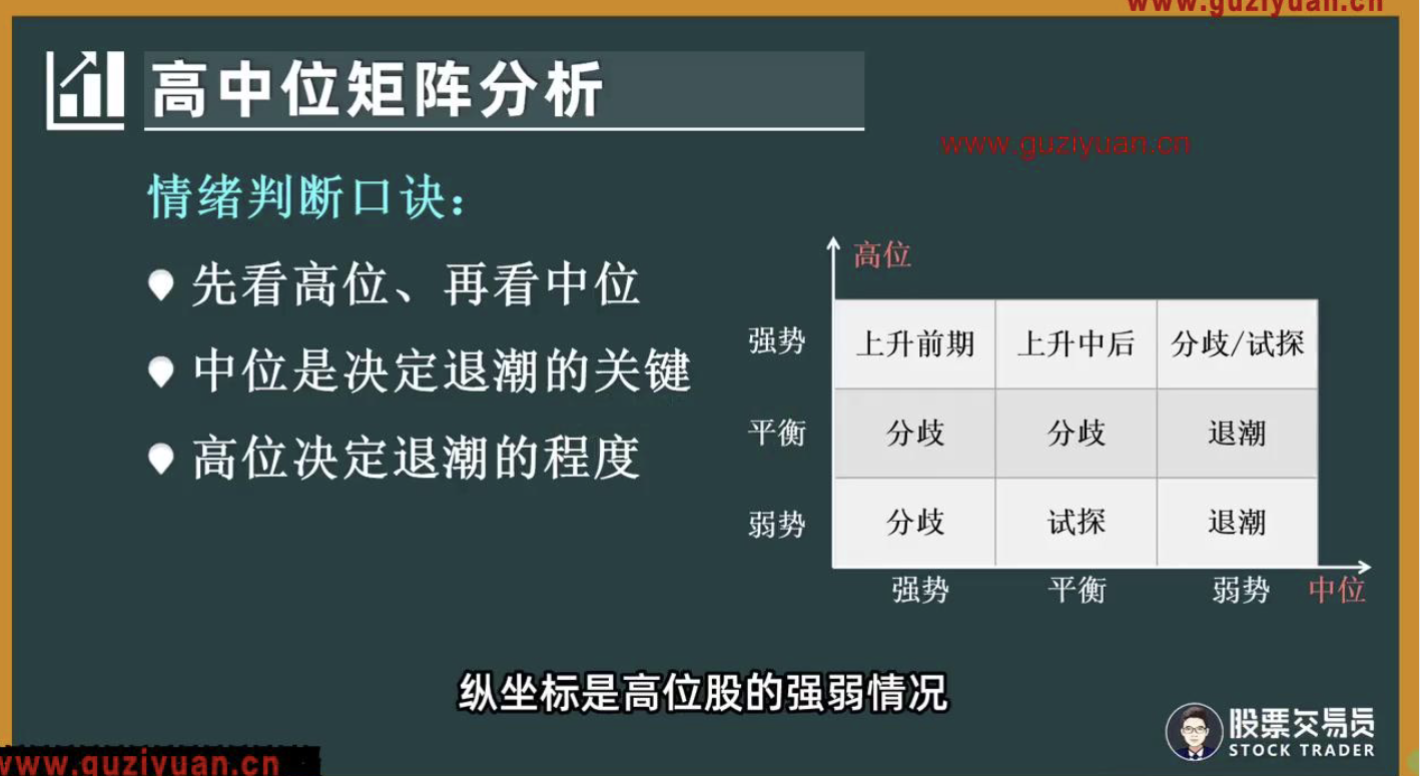 www.guziyuan.cn
高中位矩阵分析
www.guziyuan.cn
情绪判断口诀：
先看高位、再看中位
中位是决定退潮的关键
高位决定退潮的程度
高位
强势 上升前期 上升中后 分歧/试探
平衡 分歧 分歧 退潮
弱势 分歧 试探 退潮
强势 平衡 弱势 中位
纵坐标是高位股的强弱情况
股票交易员
STOCK TRADER
www.guziyuan.cn